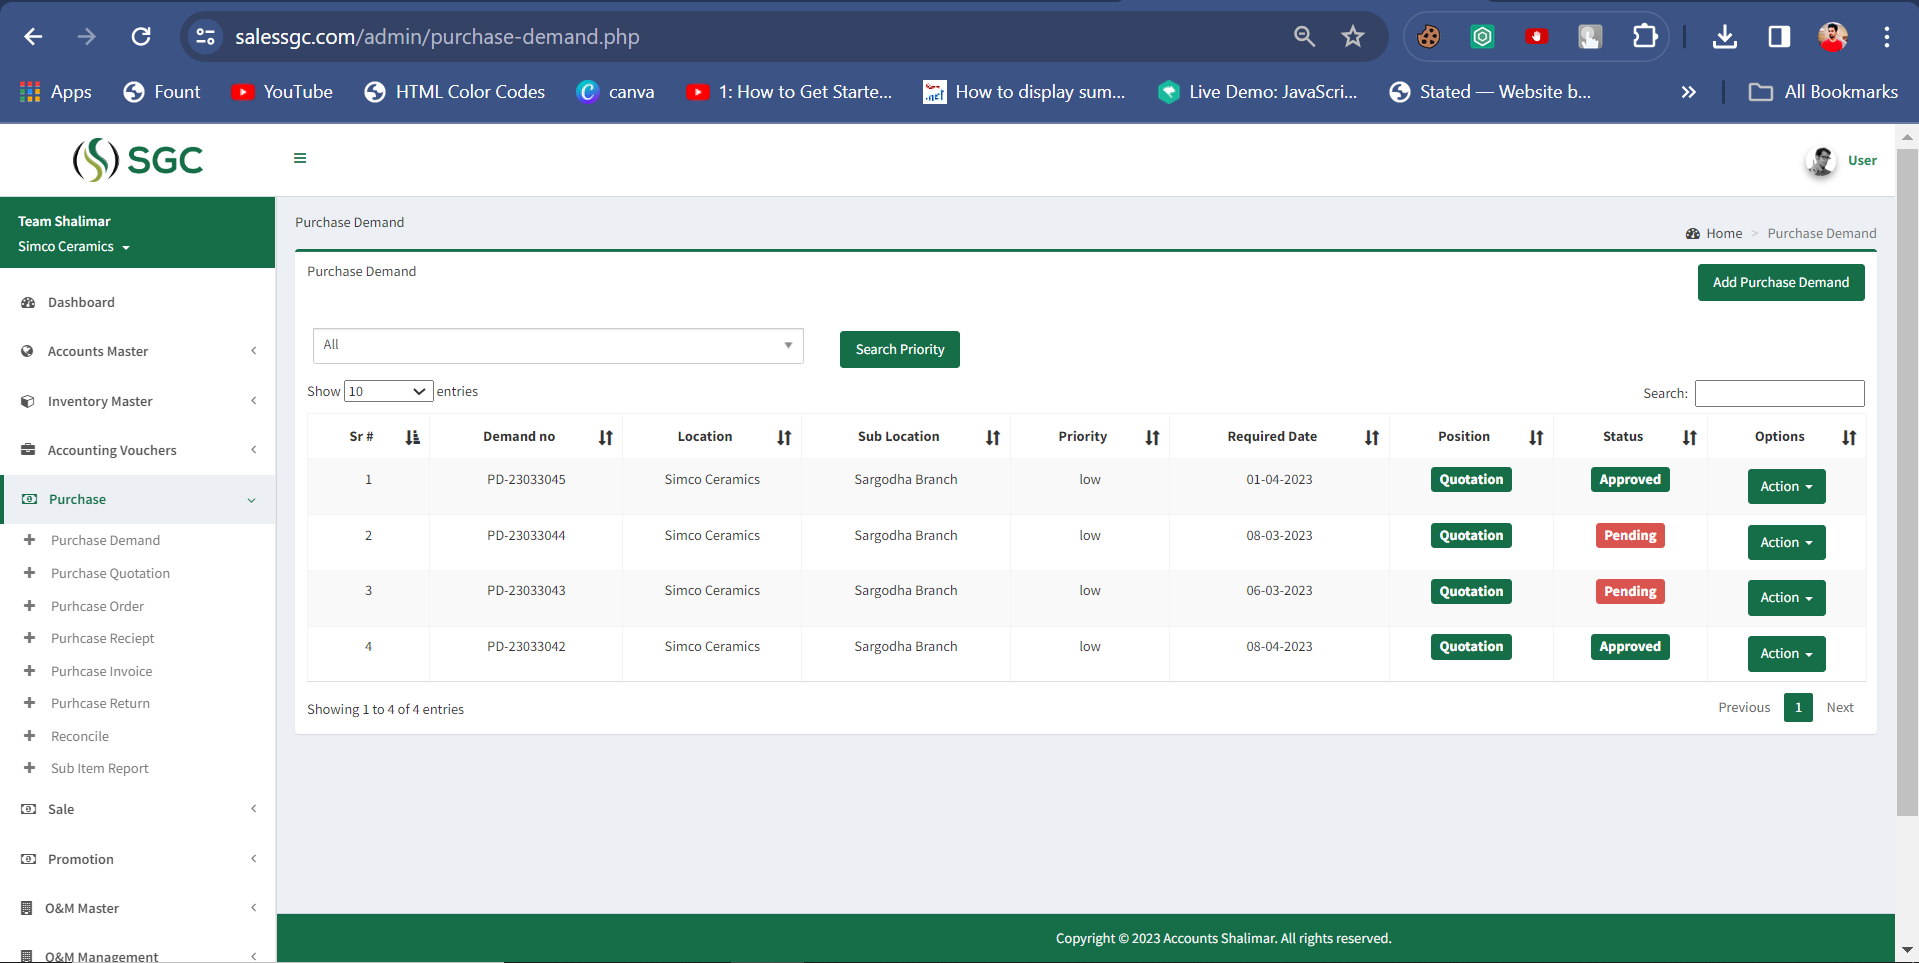 salessgc.com/admin/purchase-demand.php
Apps Fount YouTube HTML Color Codes canva 1: How to Get Starte... How to display sum... Live Demo: JavaScri... Stated — Website b... » All Bookmarks
SGC
User
Team Shalimar
Simco Ceramics
Dashboard
Accounts Master
Inventory Master
Accounting Vouchers
Purchase
Purchase Demand
Purchase Quotation
Purhcase Order
Purhcase Reciept
Purhcase Invoice
Purhcase Return
Reconcile
Sub Item Report
Sale
Promotion
O&M Master
O&M Management
Purchase Demand
Home > Purchase Demand
Purchase Demand
Add Purchase Demand
All
Search Priority
Show 10 entries
Search:
Sr # Demand no Location Sub Location Priority Required Date Position Status Options
1 PD-23033045 Simco Ceramics Sargodha Branch low 01-04-2023 Quotation Approved Action
2 PD-23033044 Simco Ceramics Sargodha Branch low 08-03-2023 Quotation Pending Action
3 PD-23033043 Simco Ceramics Sargodha Branch low 06-03-2023 Quotation Pending Action
4 PD-23033042 Simco Ceramics Sargodha Branch low 08-04-2023 Quotation Approved Action
Showing 1 to 4 of 4 entries
Previous 1 Next
Copyright © 2023 Accounts Shalimar. All rights reserved.